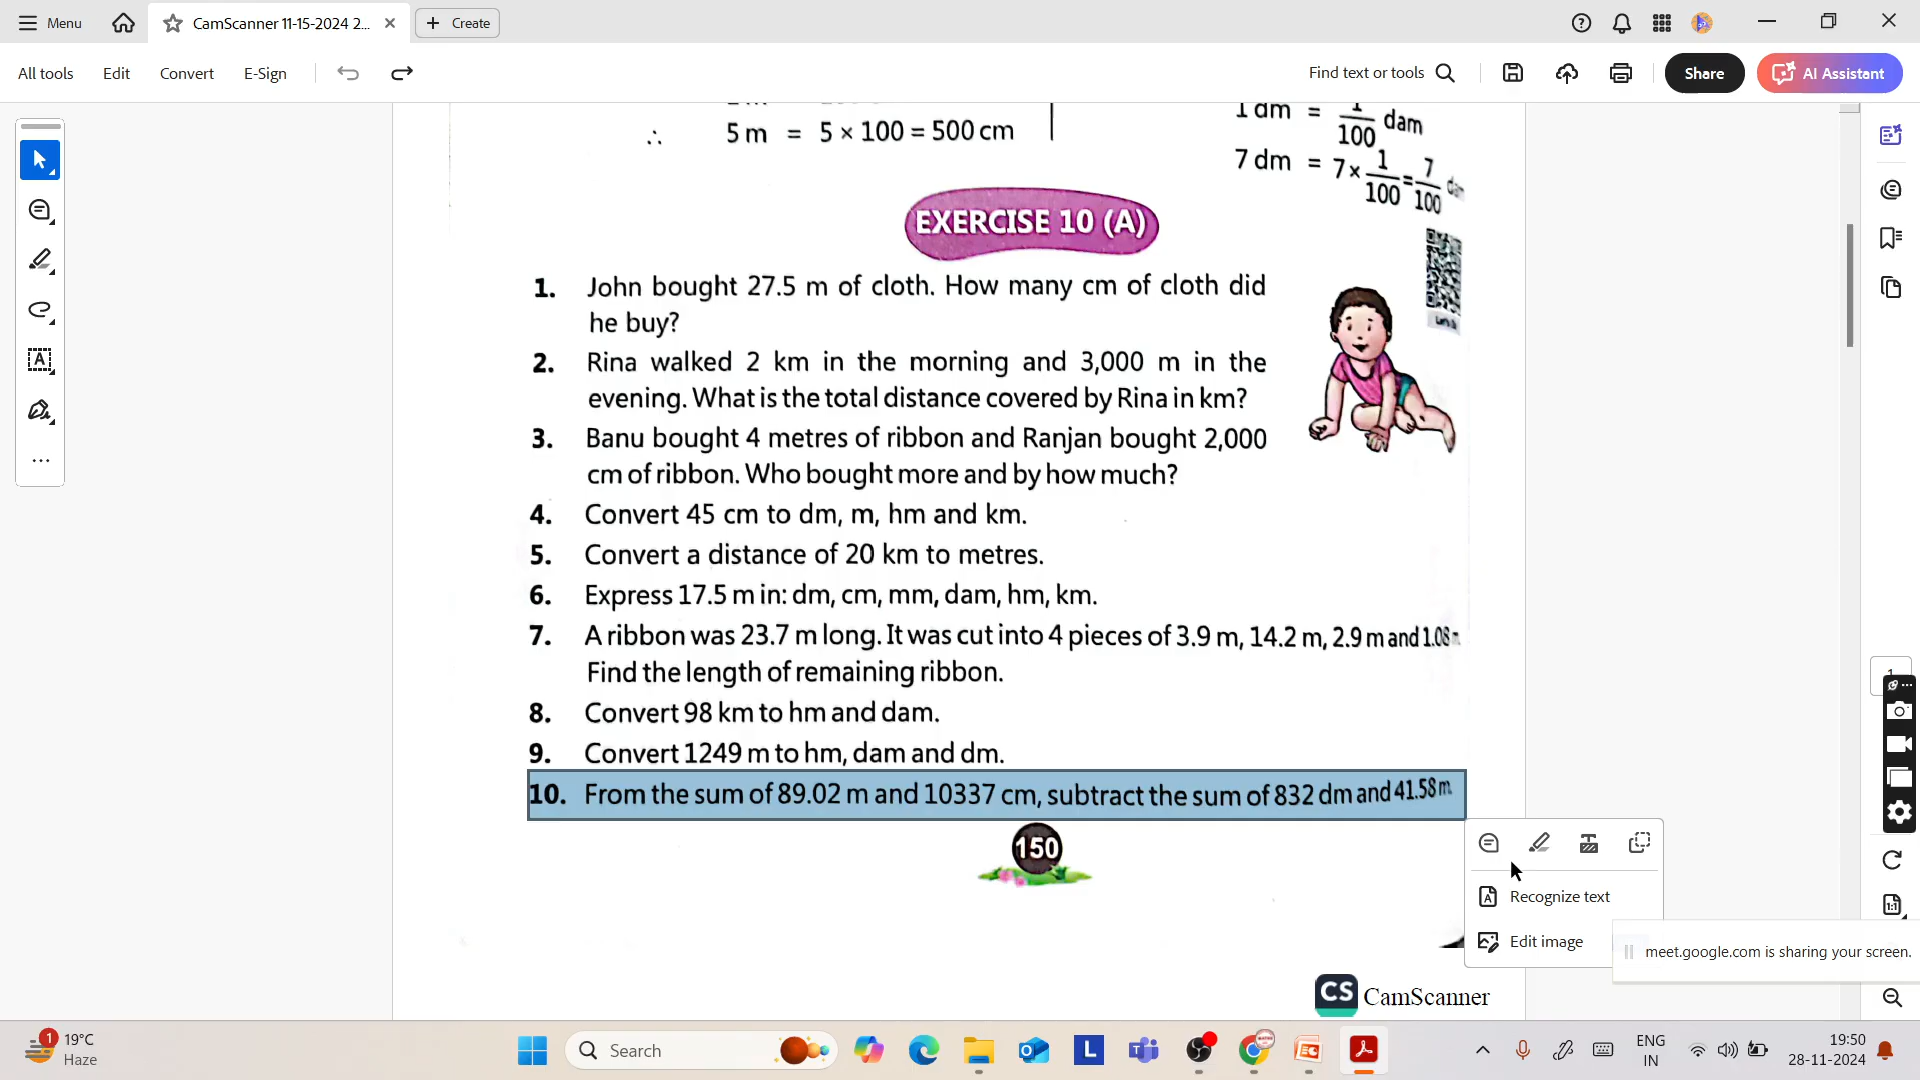 Menu
CamScanner 11-15-2024 2...
Create
All tools
Edit
Convert
E-Sign
Find text or tools
Share
AI Assistant
∴ 5 m = 5 × 100 = 500 cm
1 dm = 1/100 dam
7 dm = 7 × 1/100 = 7/100
EXERCISE 10 (A)
1. John bought 27.5 m of cloth. How many cm of cloth did
he buy?
2. Rina walked 2 km in the morning and 3,000 m in the
evening. What is the total distance covered by Rina in km?
3. Banu bought 4 metres of ribbon and Ranjan bought 2,000
cm of ribbon. Who bought more and by how much?
4. Convert 45 cm to dm, m, hm and km.
5. Convert a distance of 20 km to metres.
6. Express 17.5 m in: dm, cm, mm, dam, hm, km.
7. A ribbon was 23.7 m long. It was cut into 4 pieces of 3.9 m, 14.2 m, 2.9 m and 1.08
Find the length of remaining ribbon.
8. Convert 98 km to hm and dam.
9. Convert 1249 m to hm, dam and dm.
10. From the sum of 89.02 m and 10337 cm, subtract the sum of 832 dm and 41.58 m.
150
Recognize text
Edit image
meet.google.com is sharing your screen.
CS CamScanner
1
19°C
Haze
Search
ENG
IN
19:50
28-11-2024